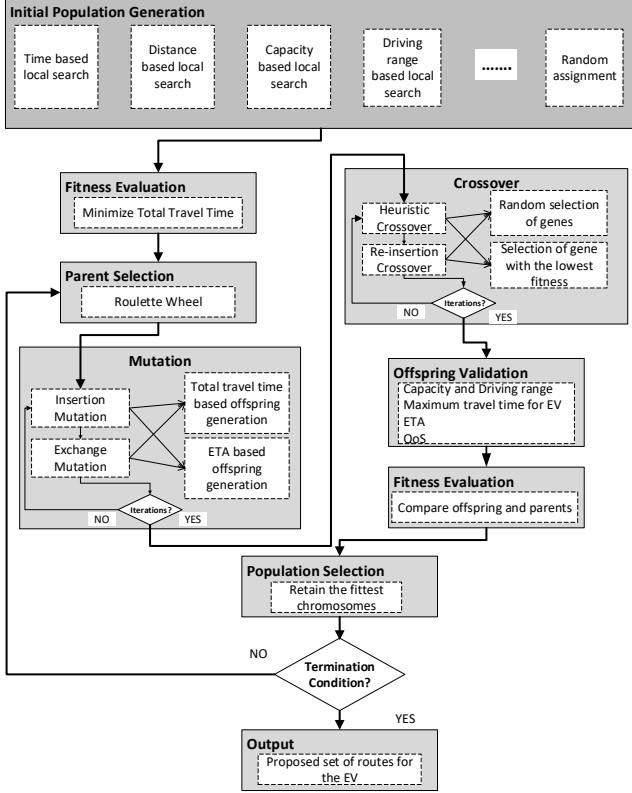 Initial Population Generation
Time based
local search
Distance
based local
search
Capacity
based local
search
Driving
range
based local
search
.......
Random
assignment
Fitness Evaluation
Minimize Total Travel Time
Parent Selection
Roulette Wheel
Mutation
Insertion
Mutation
Exchange
Mutation
Total travel time
based offspring
generation
ETA based
offspring
generation
Iterions?
NO
YES
Crossover
Heuristic
Crossover
Re-insertion
Crossover
Random selection
of genes
Selection of gene
with the lowest
fitness
Iterions?
NO
YES
Offspring Validation
Capacity and Driving range
Maximum travel time for EV
ETA
QoS
Fitness Evaluation
Compare offspring and parents
Population Selection
Retain the fittest
chromosomes
NO
Termination
Condition?
YES
Output
Proposed set of routes for
the EV